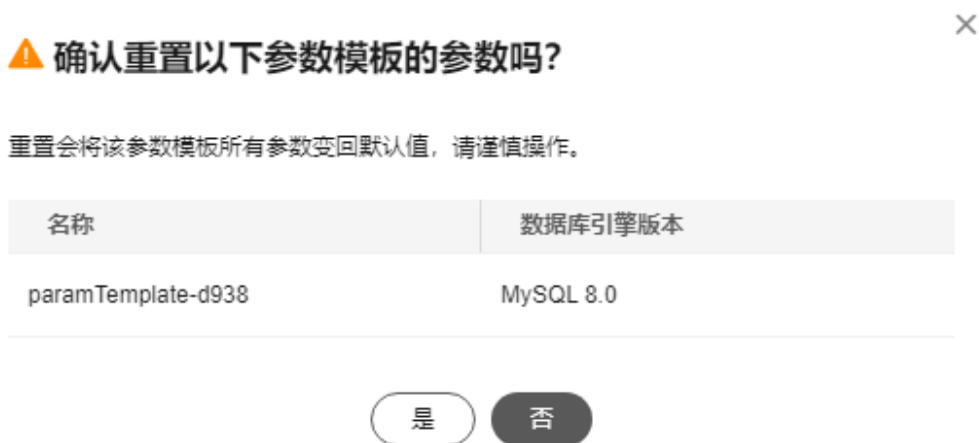 确认重置以下参数模板的参数吗？
重置会将该参数模板所有参数变回默认值，请谨慎操作。
名称 数据库引擎版本
paramTemplate-d938 MySQL 8.0
是 否